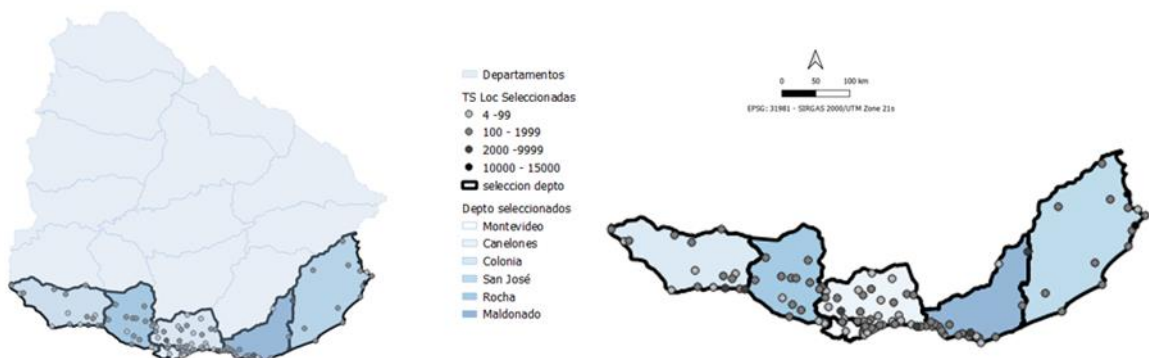 Departamentos
TS Loc Seleccionadas
4 -99
100 - 1999
2000 -9999
10000 - 15000
seleccion depto
Depto seleccionados
Montevideo
Canelones
Colonia
San José
Rocha
Maldonado
0 50 100 km
EPSG: 31981 - SIRGAS 2000/UTM Zone 21s